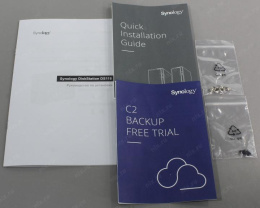 Synology
Synology DiskStation DS118
Synology
Quick
Installation
Guide
Synology
C2
BACKUP
FREE TRIAL